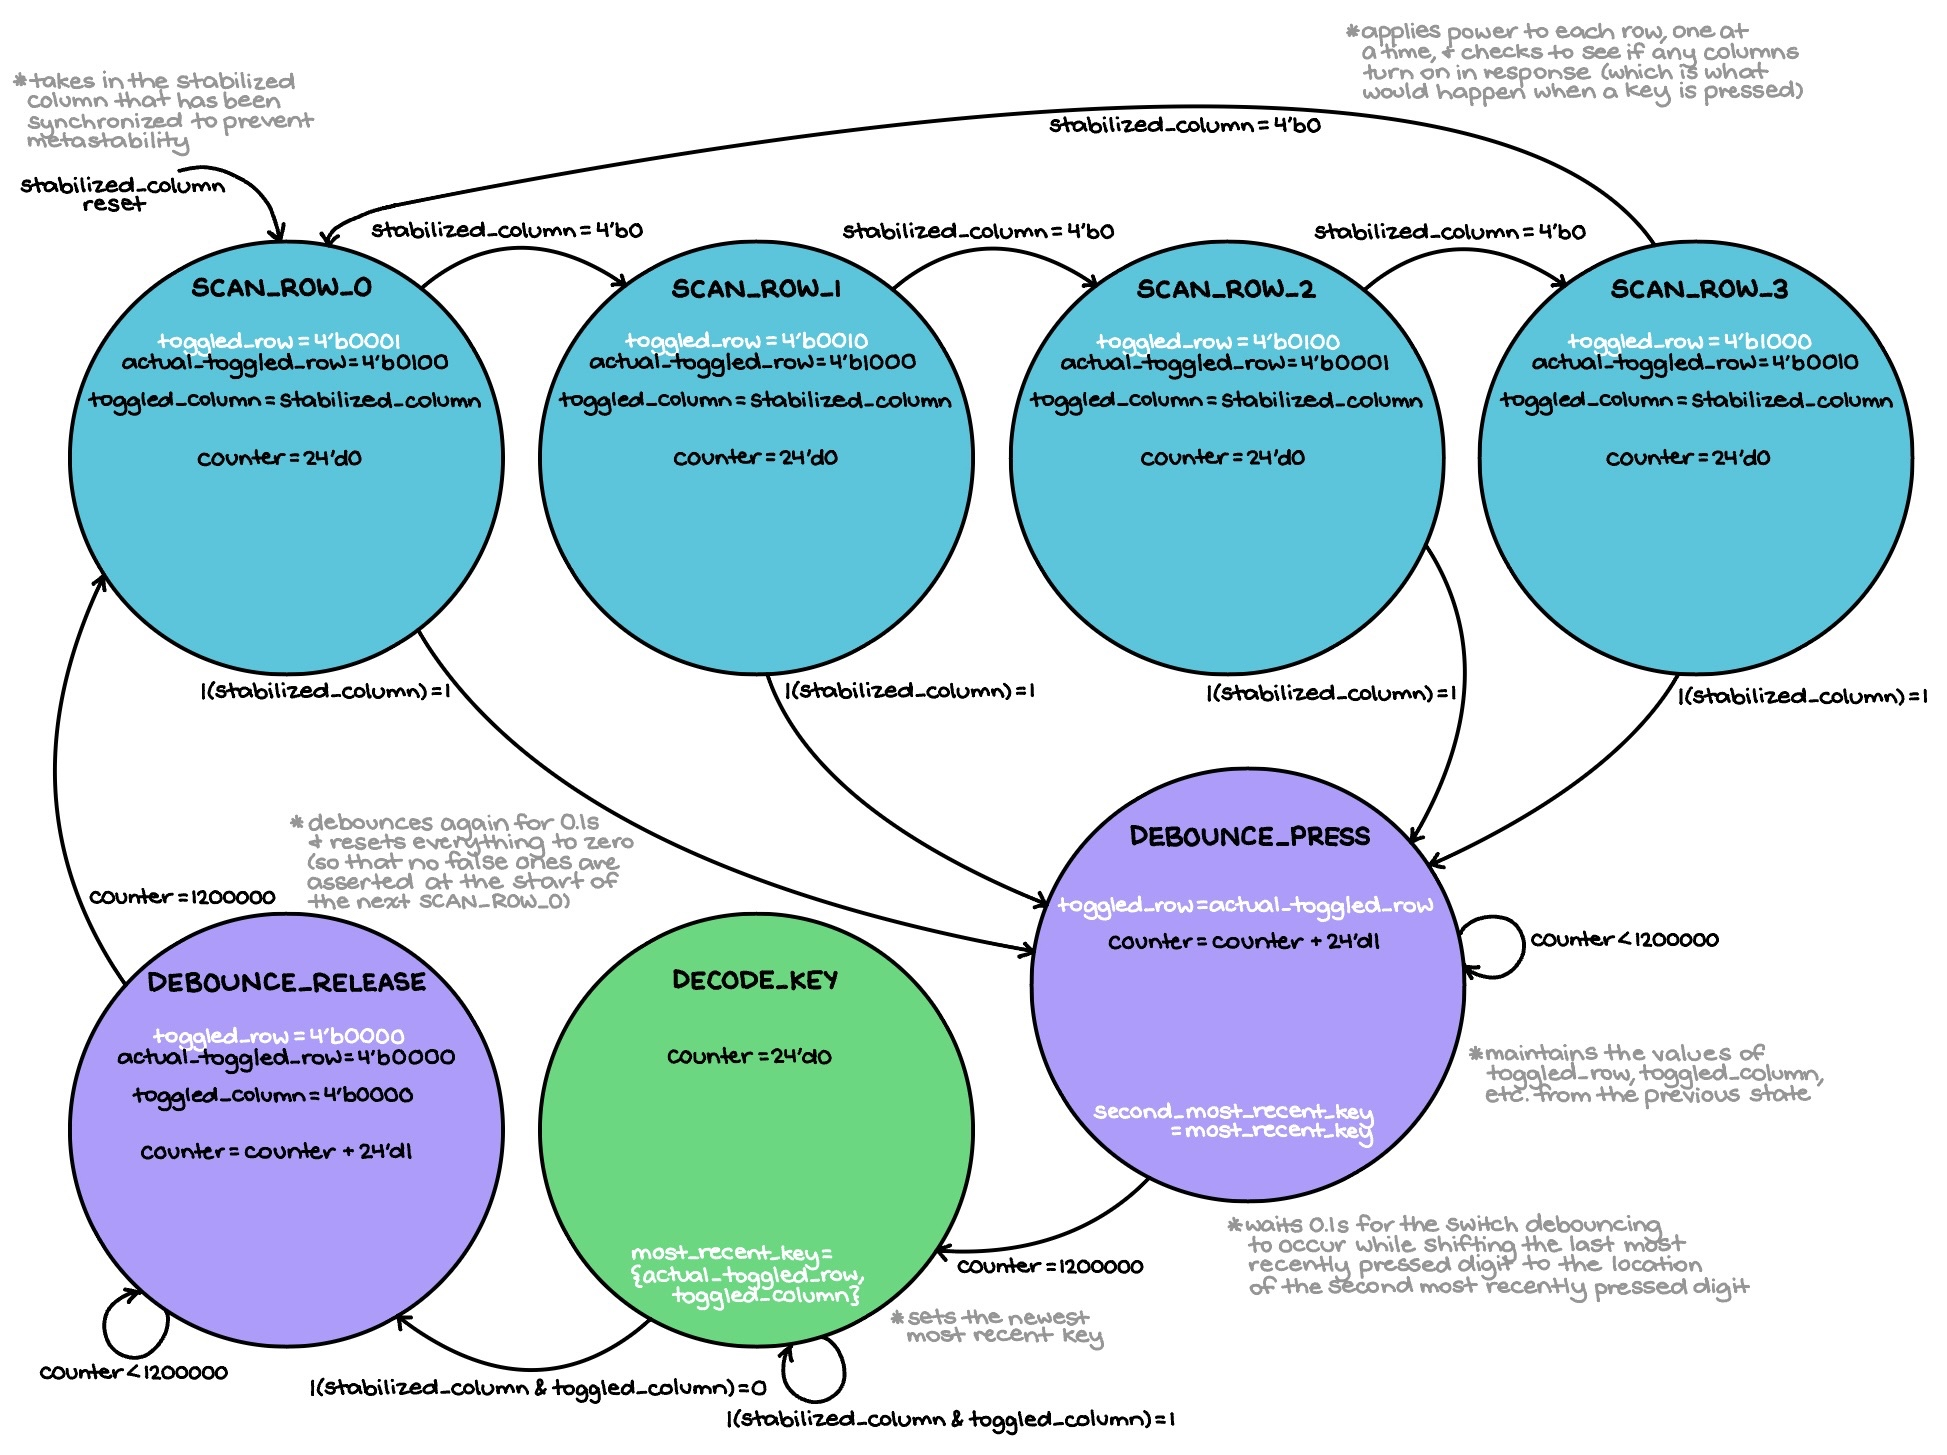 *applies power to each row, one at
a time, & checks to see if any columns
turn on in response (which is what
would happen when a key is pressed)
*takes in the stabilized
column that has been
synchronized to prevent
metastability
stabilized_column
reset
stabilized_column = 4'b0
stabilized_column = 4'b0
stabilized_column = 4'b0
stabilized_column = 4'b0
SCAN_ROW_0
toggled_row = 4'b0001
actual_toggled_row = 4'b0100
toggled_column = stabilized_column
counter = 24'd0
SCAN_ROW_1
toggled_row = 4'b0010
actual_toggled_row = 4'b1000
toggled_column = stabilized_column
counter = 24'd0
SCAN_ROW_2
toggled_row = 4'b0100
actual_toggled_row = 4'b0001
toggled_column = stabilized_column
counter = 24'd0
SCAN_ROW_3
toggled_row = 4'b1000
actual_toggled_row = 4'b0010
toggled_column = stabilized_column
counter = 24'd0
|(stabilized_column) = 1
|(stabilized_column) = 1
|(stabilized_column) = 1
|(stabilized_column) = 1
*debounces again for 0.1s
& resets everything to zero
(so that no false ones are
asserted at the start of
the next SCAN_ROW_0)
counter = 1200000
DEBOUNCE_PRESS
toggled_row = actual_toggled_row
counter = counter + 24'd1
second_most_recent_key
= most_recent_key
counter < 1200000
*maintains the values of
toggled_row, toggled_column,
etc. from the previous state
*waits 0.1s for the switch debouncing
to occur while shifting the last most
recently pressed digit to the location
of the second most recently pressed digit
counter = 1200000
DECODE_KEY
counter = 24'd0
most_recent_key =
{actual_toggled_row,
toggled_column}
*sets the newest
most recent key
DEBOUNCE_RELEASE
toggled_row = 4'b0000
actual_toggled_row = 4'b0000
toggled_column = 4'b0000
counter = counter + 24'd1
counter < 1200000
|(stabilized_column & toggled_column) = 0
|(stabilized_column & toggled_column) = 1